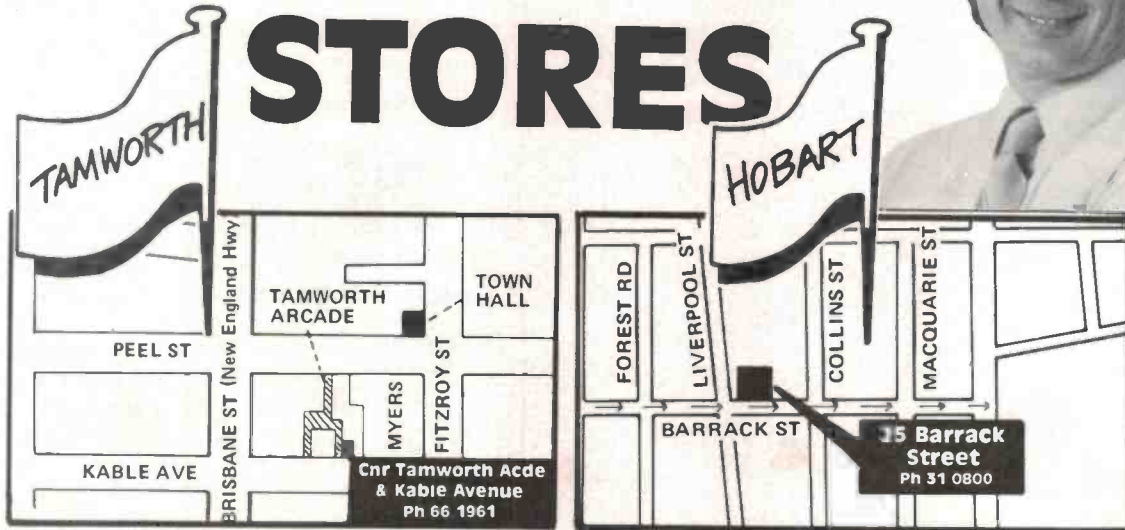 STORES
TAMWORTH
HOBART
BRISBANE ST (New England Hwy)
TAMWORTH
ARCADE
TOWN
HALL
PEEL ST
MYERS
FITZROY ST
KABLE AVE
Cnr Tamworth Acde
& Kable Avenue
Ph 66 1961
FOREST RD
LIVERPOOL ST
COLLINS ST
MACQUARIE ST
BARRACK ST
15 Barrack
Street
Ph 31 0800